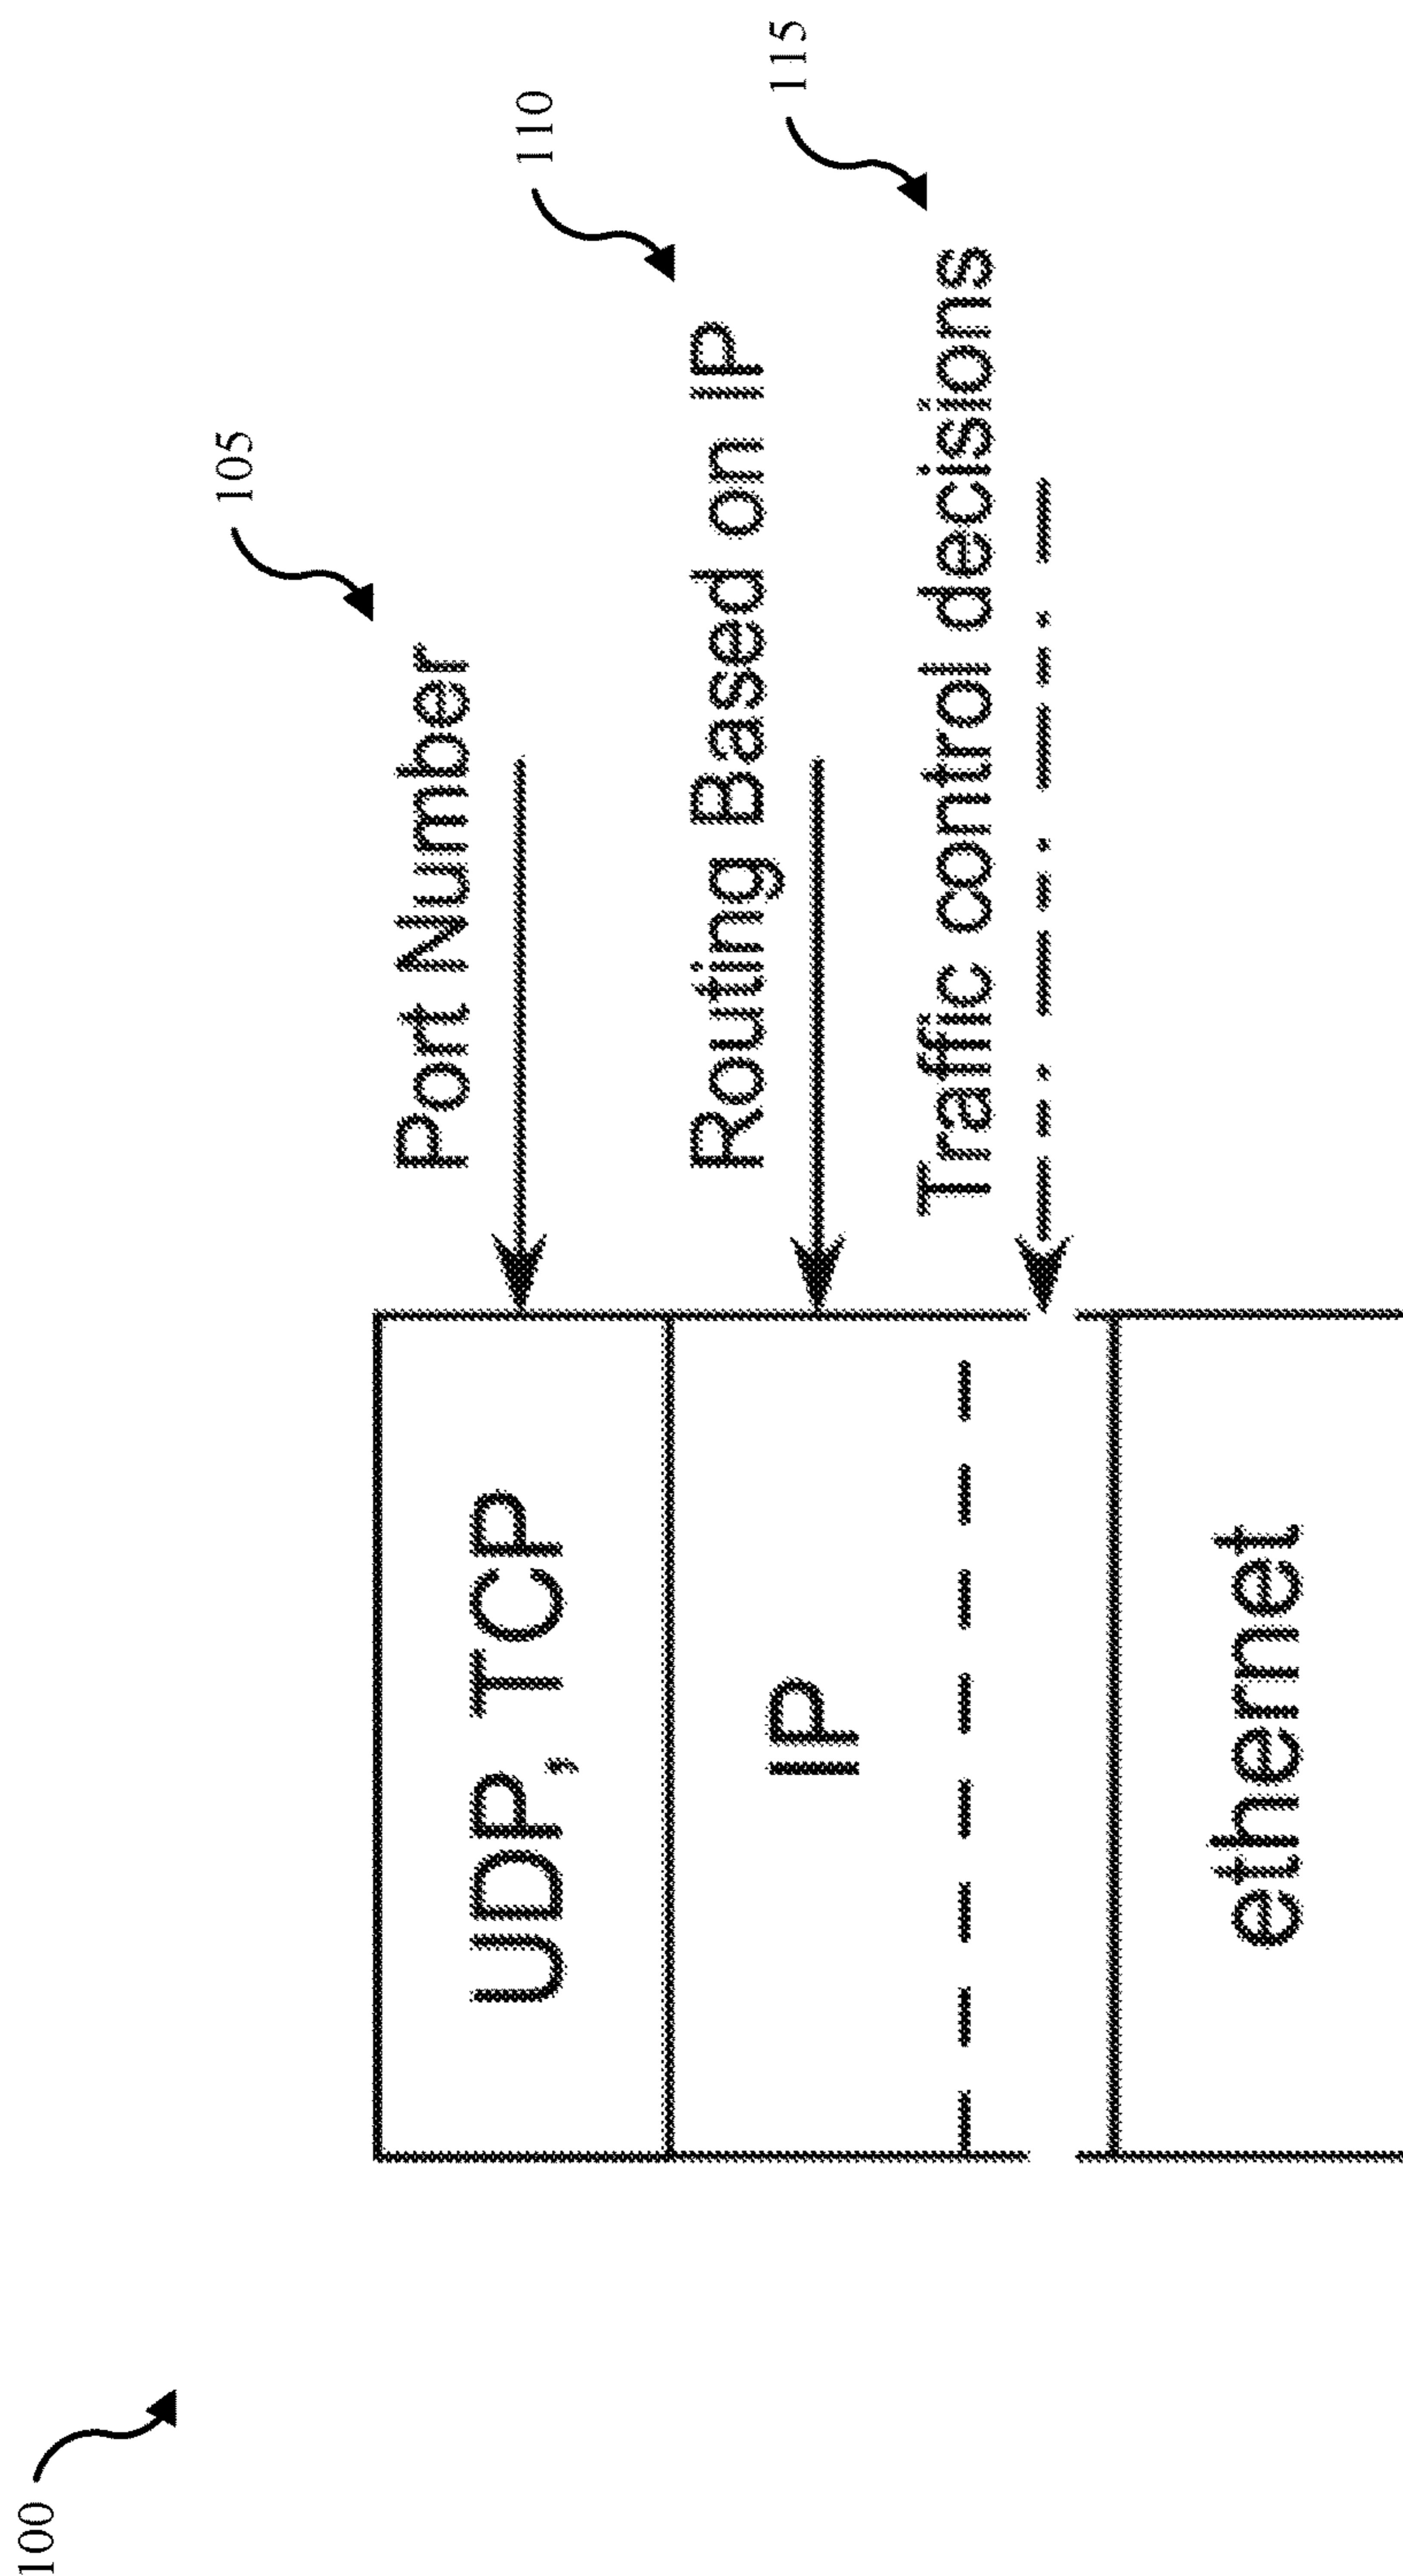 100
105
Port Number
110
UDP, TCP
Routing Based on IP
115
IP
Traffic control decisions
ethernet